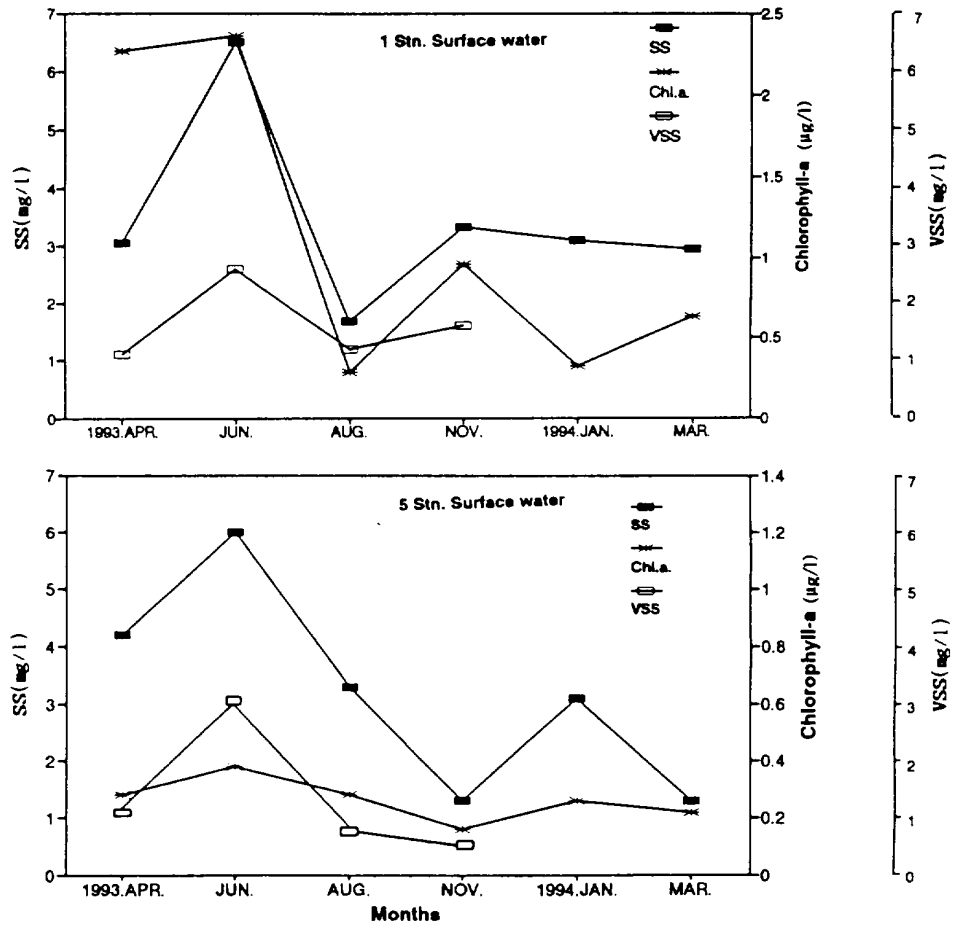 1 Stn. Surface water
SS
Chl.a.
VSS
7
6
5
4
3
2
1
0
SS(mg/l)
2.5
2
1.5
1
0.5
0
Chlorophyll-a (µg/l)
7
6
5
4
3
2
1
0
VSS(mg/l)
1993.APR. JUN. AUG. NOV. 1994.JAN. MAR.
5 Stn. Surface water
SS
Chl.a.
VSS
7
6
5
4
3
2
1
0
SS(mg/l)
1.4
1.2
1
0.8
0.6
0.4
0.2
0
Chlorophyll-a (µg/l)
7
6
5
4
3
2
1
0
VSS(mg/l)
1993.APR. JUN. AUG. NOV. 1994.JAN. MAR.
Months